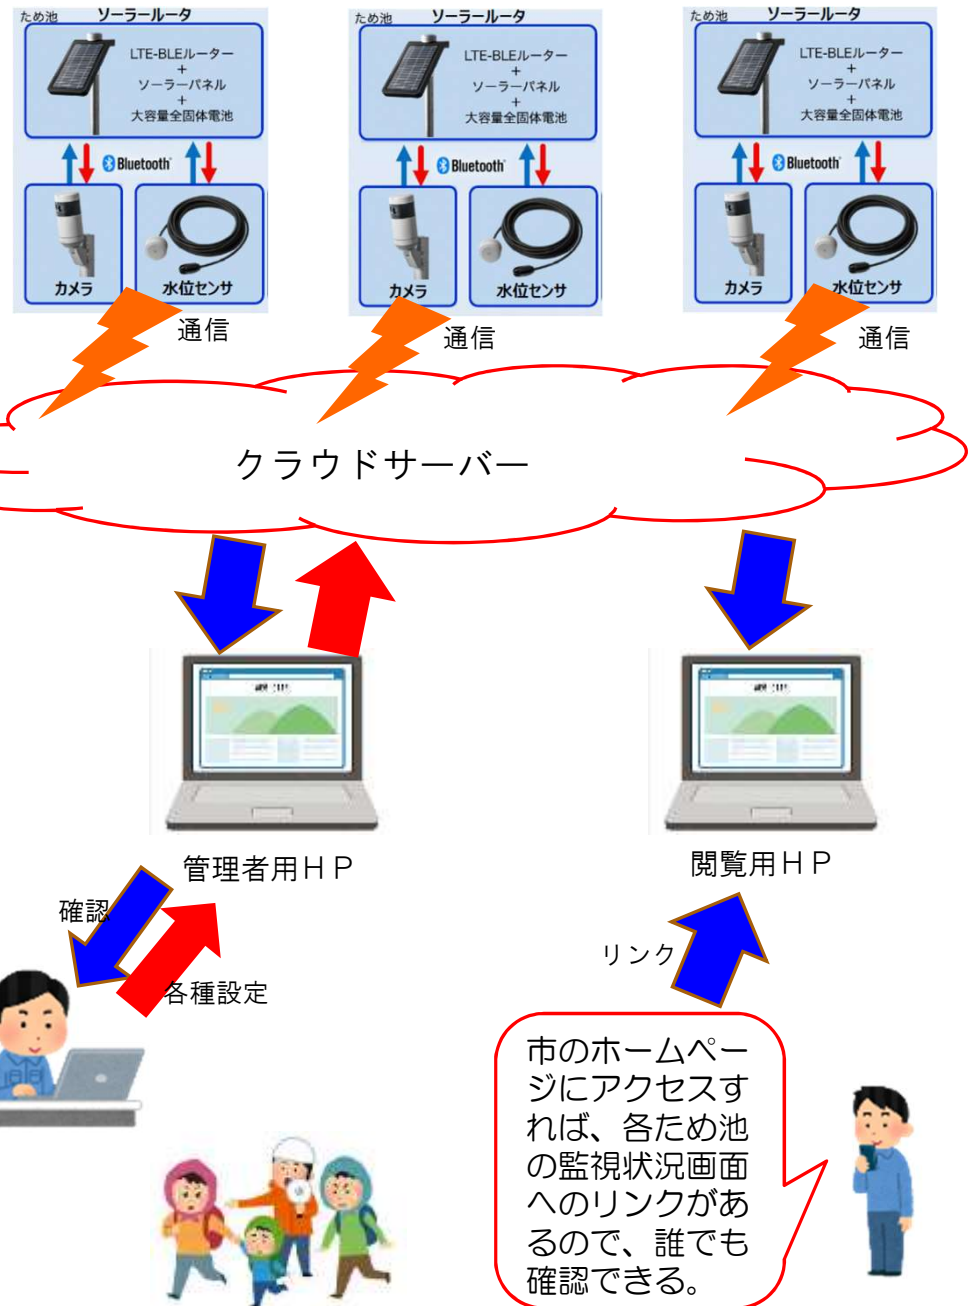 ため池 ソーラールータ
LTE-BLEルーター
+
ソーラーパネル
+
大容量全固体電池
Bluetooth
カメラ
水位センサ
通信
ため池 ソーラールータ
LTE-BLEルーター
+
ソーラーパネル
+
大容量全固体電池
Bluetooth
カメラ
水位センサ
通信
ため池 ソーラールータ
LTE-BLEルーター
+
ソーラーパネル
+
大容量全固体電池
Bluetooth
カメラ
水位センサ
通信
クラウドサーバー
管理者用ＨＰ
閲覧用ＨＰ
確認
各種設定
リンク
市のホームペー
ジにアクセスす
れば、各ため池
の監視状況画面
へのリンクがあ
るので、誰でも
確認できる。